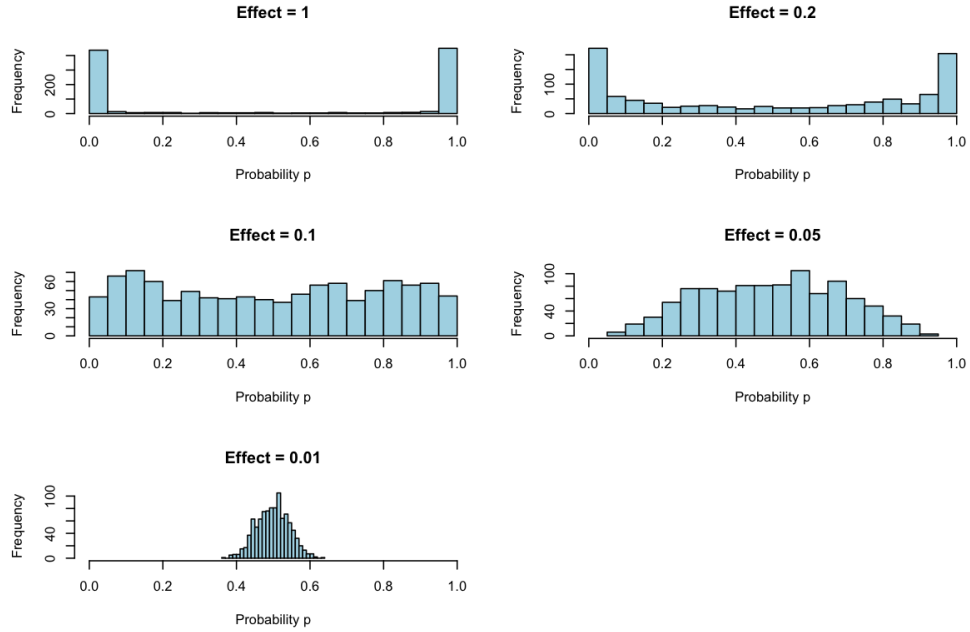 Effect = 1
Frequency
0 200
0.0 0.2 0.4 0.6 0.8 1.0
Probability p
Effect = 0.2
Frequency
0 100
0.0 0.2 0.4 0.6 0.8 1.0
Probability p
Effect = 0.1
Frequency
0 30 60
0.0 0.2 0.4 0.6 0.8 1.0
Probability p
Effect = 0.05
Frequency
0 40 100
0.0 0.2 0.4 0.6 0.8 1.0
Probability p
Effect = 0.01
Frequency
0 40 100
0.0 0.2 0.4 0.6 0.8 1.0
Probability p